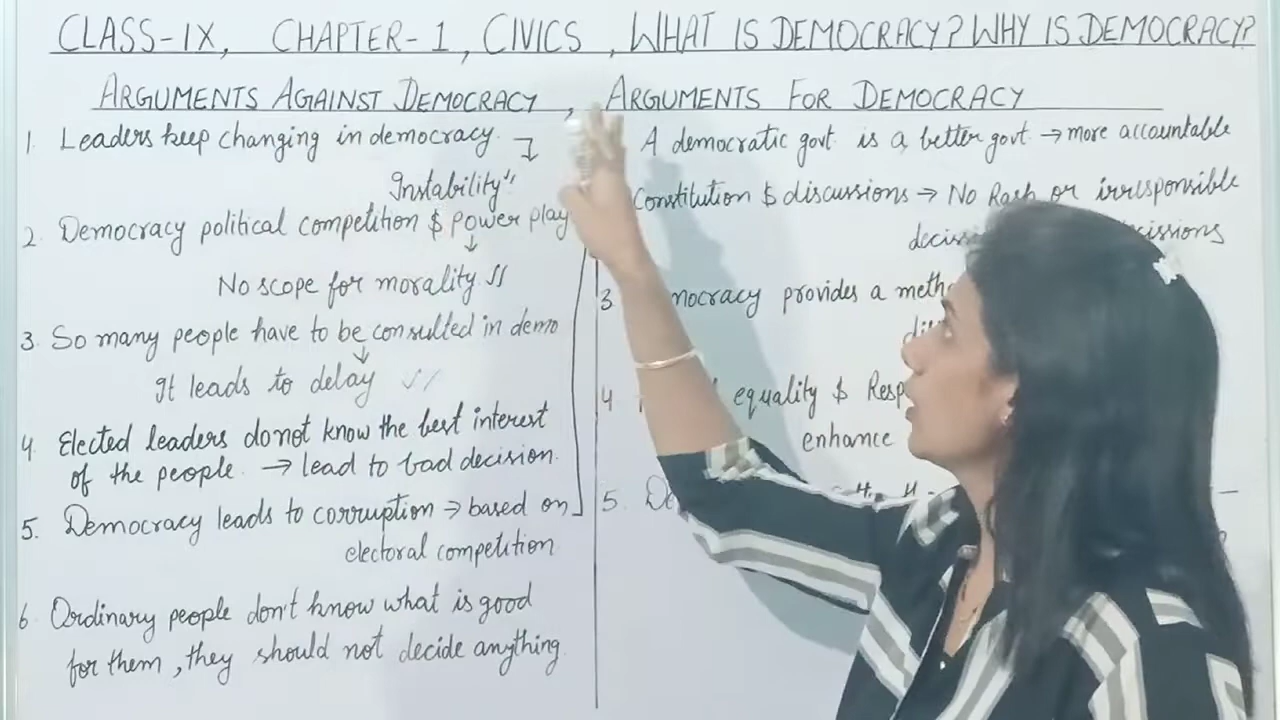 CLASS-IX, CHAPTER-1, CIVICS, WHAT IS DEMOCRACY? WHY IS DEMOCRACY?
ARGUMENTS AGAINST DEMOCRACY, ARGUMENTS FOR DEMOCRACY
1. Leaders keep changing in democracy.
Instability
2. Democracy political competition $ power play
↓
No scope for morality
3. So many people have to be consulted in demo
↓
It leads to delay
4. Elected leaders donot know the best interest
of the people. → lead to bad decision.
5. Democracy leads to corruption → based on
electoral competition
6. Ordinary people don't know what is good
for them, they should not decide anything.
A democratic govt. is a better govt. → more accountable
Constitution $ discussions → No Rash or irresponsible
3 provides a
4 equality $
enhance
5.